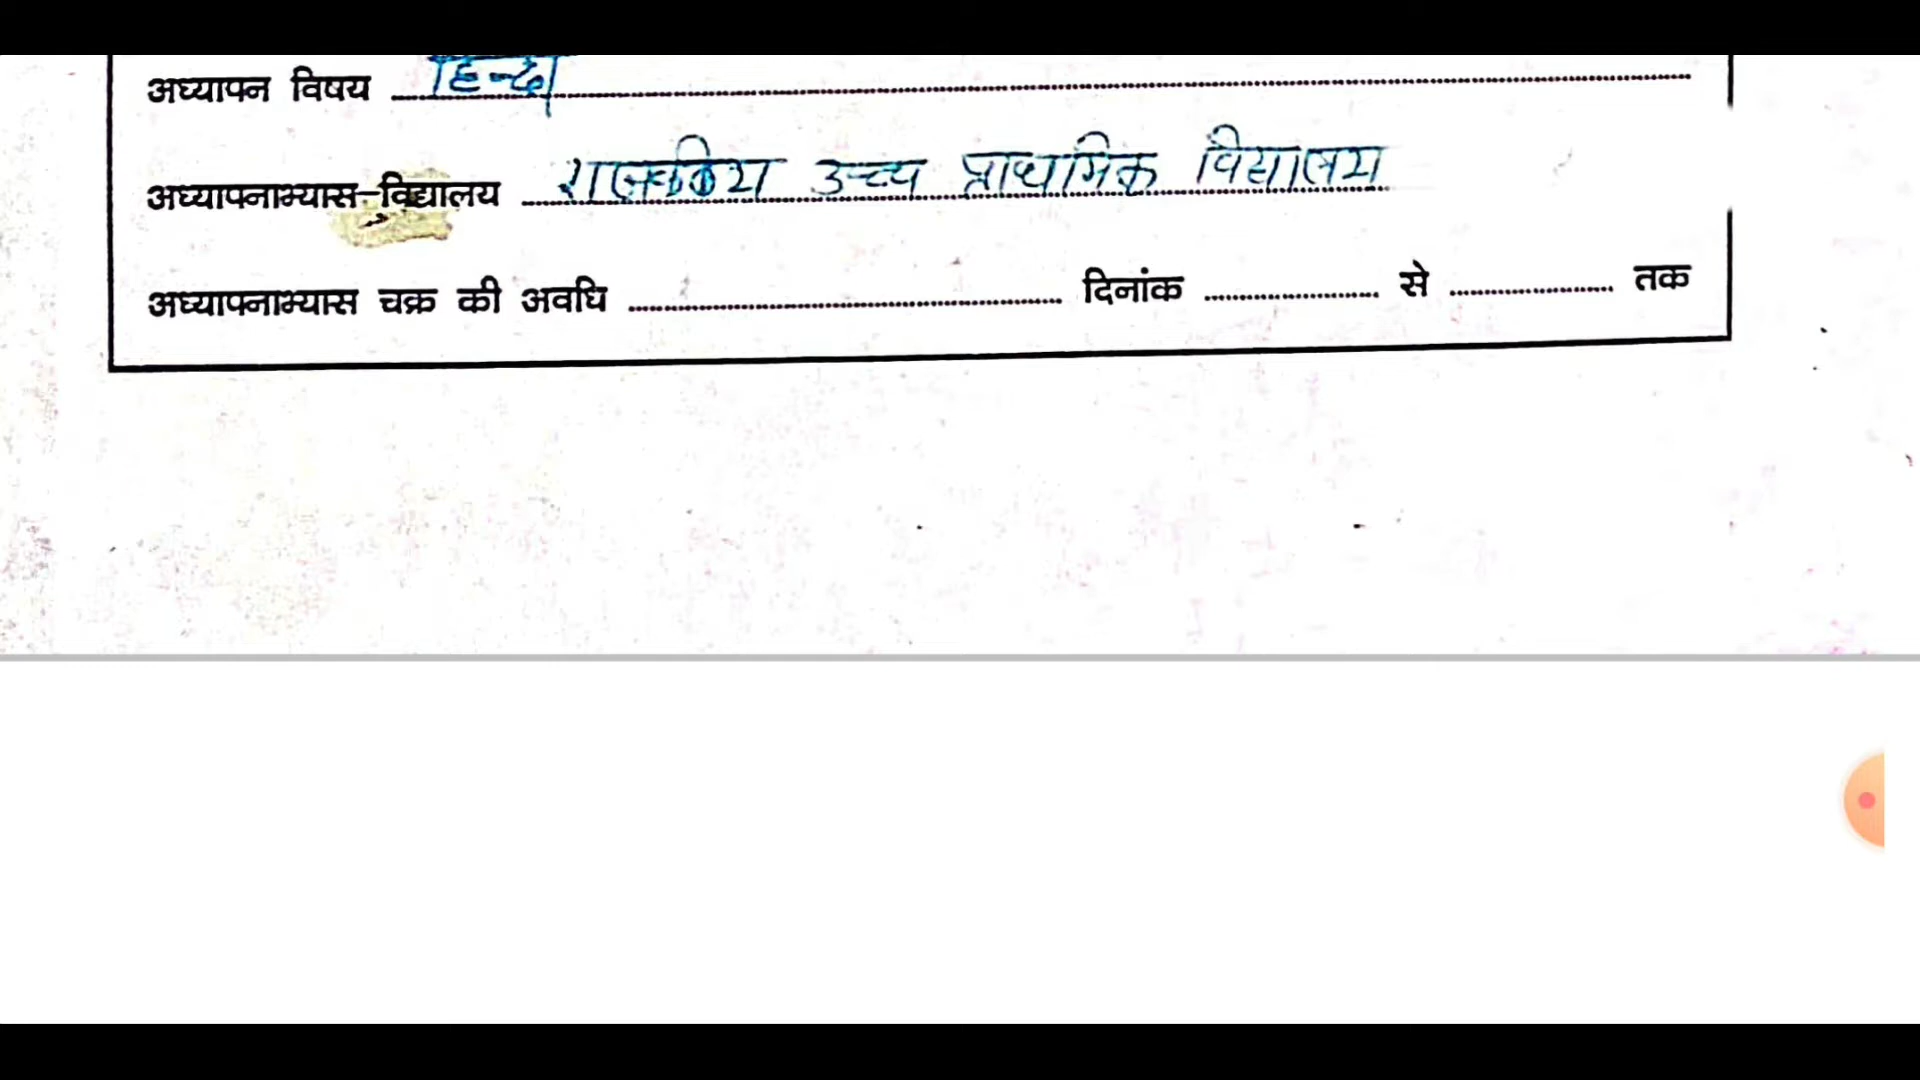 अध्यापन विषय हिन्दी
अध्यापनाभ्यास-विद्यालय राजकीय उच्च प्राथमिक विद्यालय
अध्यापनाभ्यास चक्र की अवधि ........................ दिनांक ............ से ............ तक